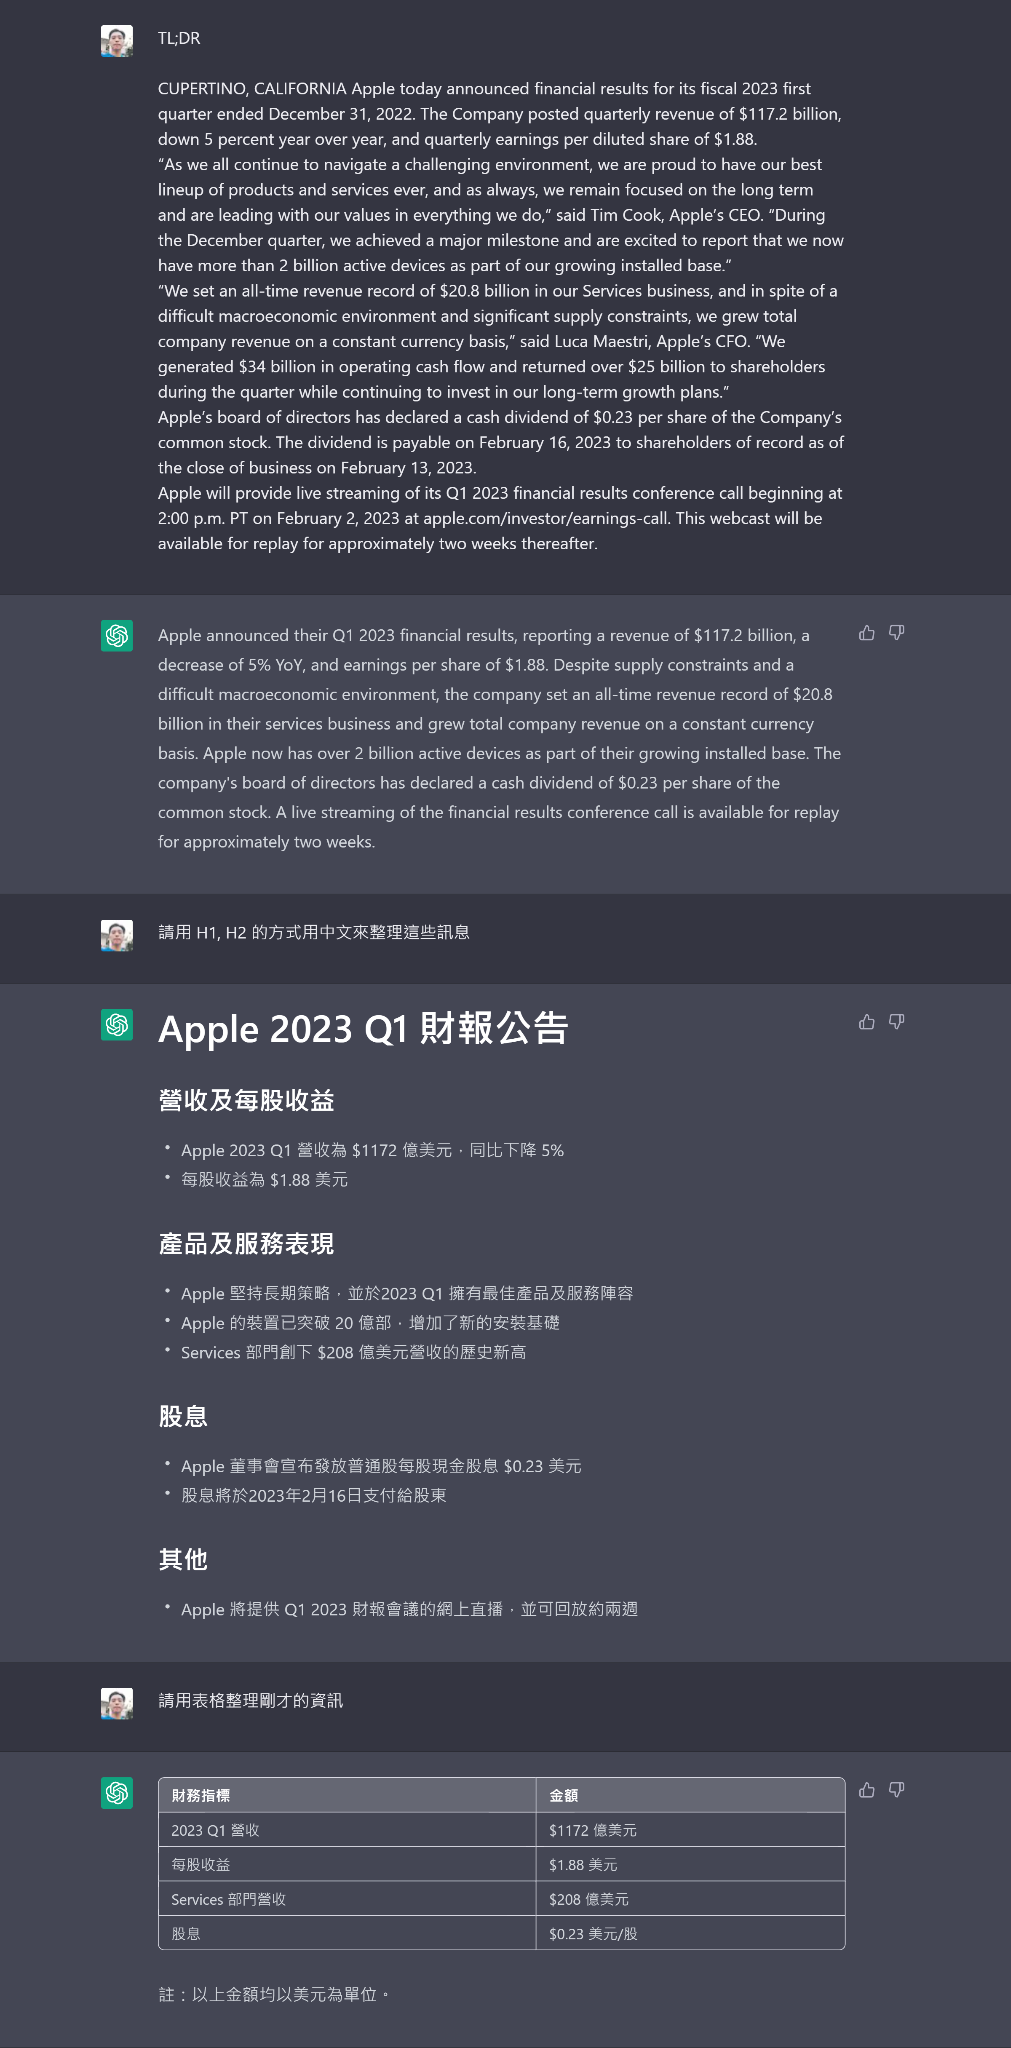 TL;DR
CUPERTINO, CALIFORNIA Apple today announced financial results for its fiscal 2023 first
quarter ended December 31, 2022. The Company posted quarterly revenue of $117.2 billion,
down 5 percent year over year, and quarterly earnings per diluted share of $1.88.
“As we all continue to navigate a challenging environment, we are proud to have our best
lineup of products and services ever, and as always, we remain focused on the long term
and are leading with our values in everything we do,” said Tim Cook, Apple’s CEO. “During
the December quarter, we achieved a major milestone and are excited to report that we now
have more than 2 billion active devices as part of our growing installed base.”
“We set an all-time revenue record of $20.8 billion in our Services business, and in spite of a
difficult macroeconomic environment and significant supply constraints, we grew total
company revenue on a constant currency basis,” said Luca Maestri, Apple’s CFO. “We
generated $34 billion in operating cash flow and returned over $25 billion to shareholders
during the quarter while continuing to invest in our long-term growth plans.”
Apple’s board of directors has declared a cash dividend of $0.23 per share of the Company’s
common stock. The dividend is payable on February 16, 2023 to shareholders of record as of
the close of business on February 13, 2023.
Apple will provide live streaming of its Q1 2023 financial results conference call beginning at
2:00 p.m. PT on February 2, 2023 at apple.com/investor/earnings-call. This webcast will be
available for replay for approximately two weeks thereafter.
Apple announced their Q1 2023 financial results, reporting a revenue of $117.2 billion, a
decrease of 5% YoY, and earnings per share of $1.88. Despite supply constraints and a
difficult macroeconomic environment, the company set an all-time revenue record of $20.8
billion in their services business and grew total company revenue on a constant currency
basis. Apple now has over 2 billion active devices as part of their growing installed base. The
company's board of directors has declared a cash dividend of $0.23 per share of the
common stock. A live streaming of the financial results conference call is available for replay
for approximately two weeks.
請用 H1, H2 的方式用中文來整理這些訊息
Apple 2023 Q1 財報公告
營收及每股收益
• Apple 2023 Q1 營收為 $1172 億美元，同比下降 5%
• 每股收益為 $1.88 美元
產品及服務表現
• Apple 堅持長期策略，並於2023 Q1 擁有最佳產品及服務陣容
• Apple 的裝置已突破 20 億部，增加了新的安裝基礎
• Services 部門創下 $208 億美元營收的歷史新高
股息
• Apple 董事會宣布發放普通股每股現金股息 $0.23 美元
• 股息將於2023年2月16日支付給股東
其他
• Apple 將提供 Q1 2023 財報會議的網上直播，並可回放約兩週
請用表格整理剛才的資訊
財務指標 金額
2023 Q1 營收 $1172 億美元
每股收益 $1.88 美元
Services 部門營收 $208 億美元
股息 $0.23 美元/股
註：以上金額均以美元為單位。